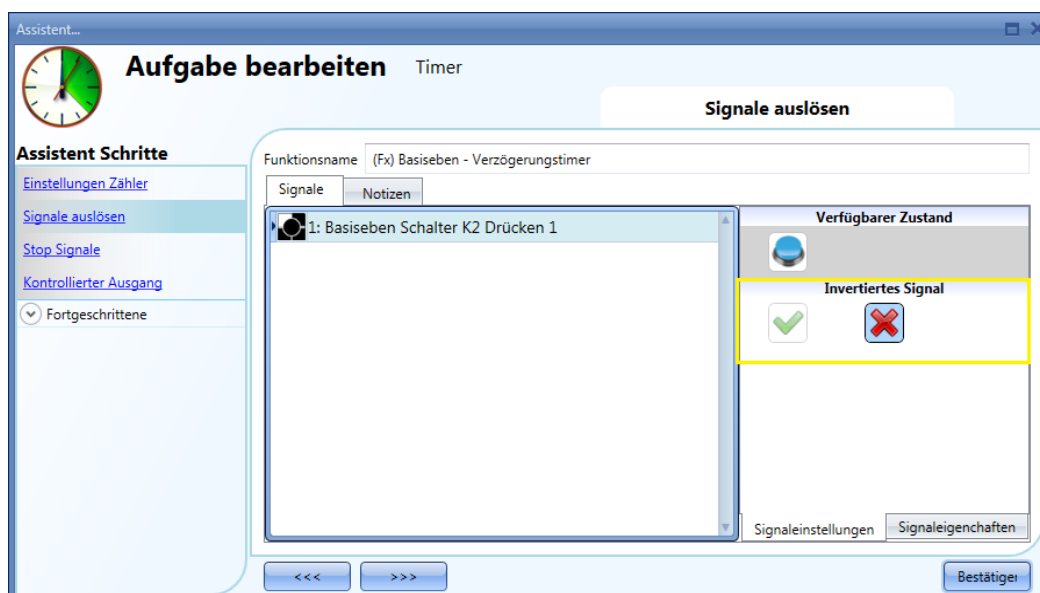 Assistent...
Aufgabe bearbeiten Timer
Signale auslösen
Assistent Schritte
Einstellungen Zähler
Signale auslösen
Stop Signale
Kontrollierter Ausgang
Fortgeschrittene
Funktionsname (Fx) Basiseben - Verzögerungstimer
Signale Notizen
1: Basiseben Schalter K2 Drücken 1
Verfügbarer Zustand
Invertiertes Signal
Signaleinstellungen Signaleigenchaften
<<< >>> Bestätiger